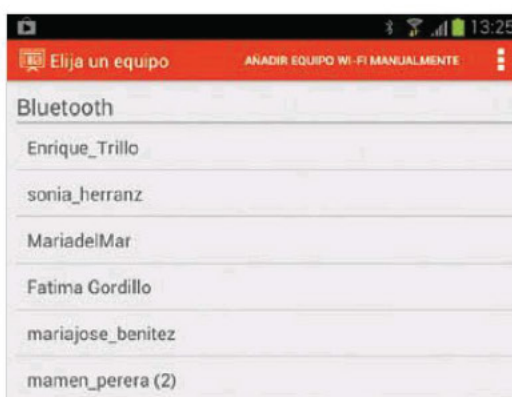 13:25
Elija un equipo AÑADIR EQUIPO WI-FI MANUALMENTE
Bluetooth
Enrique_Trillo
sonia_herranz
MariadelMar
Fatima Gordillo
mariajose_benitez
mamen_perera (2)